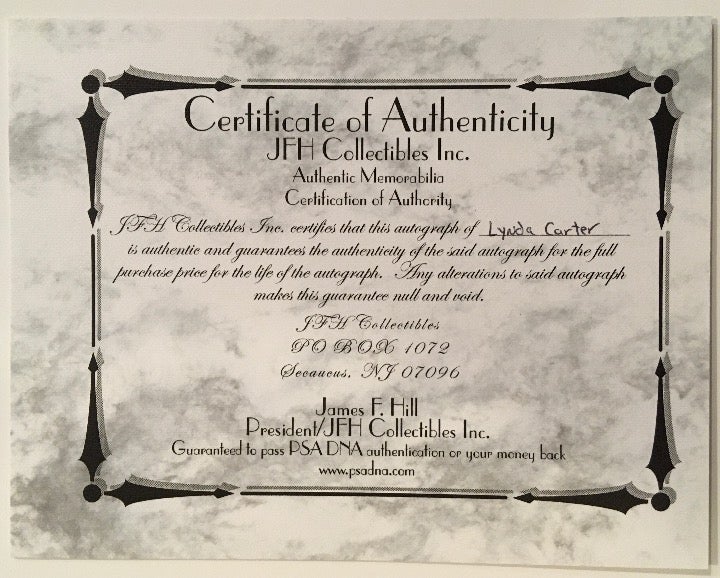 Certificate of Authenticity
JFH Collectibles Inc.
Authentic Memorabilia
Certification of Authority
JFH Collectibles Inc. certifies that this autograph of Lynda Carter
is authentic and guarantees the authenticity of the said autograph for the full
purchase price for the life of the autograph. Any alterations to said autograph
makes this guarantee null and void.
JFH Collectibles
PO BOX 1072
Secaucus, NJ 07096
James F. Hill
President/JFH Collectibles Inc.
Guaranteed to pass PSA DNA authentication or your money back
www.psadna.com